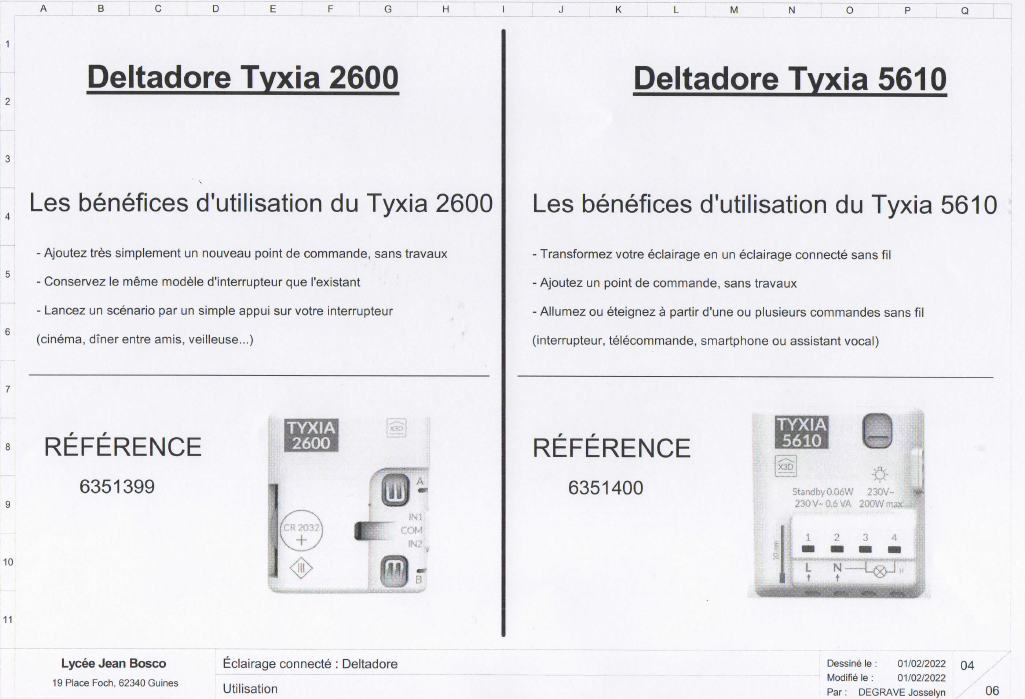 A B C D E F G H I J K L M N O P Q
1
2
3
4
5
6
7
8
9
10
11
Deltadore Tyxia 2600
Les bénéfices d'utilisation du Tyxia 2600
- Ajoutez très simplement un nouveau point de commande, sans travaux
- Conservez le même modèle d'interrupteur que l'existant
- Lancez un scénario par un simple appui sur votre interrupteur
(cinéma, dîner entre amis, veilleuse...)
RÉFÉRENCE
6351399
TYXIA
2600
X3D
A
IN1
COM
IN2
B
CR 2032
+
Deltadore Tyxia 5610
Les bénéfices d'utilisation du Tyxia 5610
- Transformez votre éclairage en un éclairage connecté sans fil
- Ajoutez un point de commande, sans travaux
- Allumez ou éteignez à partir d'une ou plusieurs commandes sans fil
(interrupteur, télécommande, smartphone ou assistant vocal)
RÉFÉRENCE
6351400
TYXIA
5610
X3D
Standby 0.06W 230V~
230 V~ 0.6 VA 200W max
1 2 3 4
L N
Lycée Jean Bosco
19 Place Foch, 62340 Guines
Éclairage connecté : Deltadore
Utilisation
Dessiné le : 01/02/2022
Modifié le : 01/02/2022
Par : DEGRAVE Josselyn
04
06